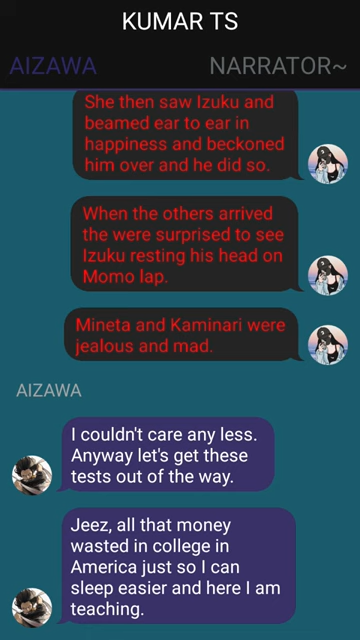 KUMAR TS
AIZAWA NARRATOR~
She then saw Izuku and
beamed ear to ear in
happiness and beckoned
him over and he did so.
When the others arrived
the were surprised to see
Izuku resting his head on
Momo lap.
Mineta and Kaminari were
jealous and mad.
AIZAWA
I couldn't care any less.
Anyway let's get these
tests out of the way.
Jeez, all that money
wasted in college in
America just so I can
sleep easier and here I am
teaching.